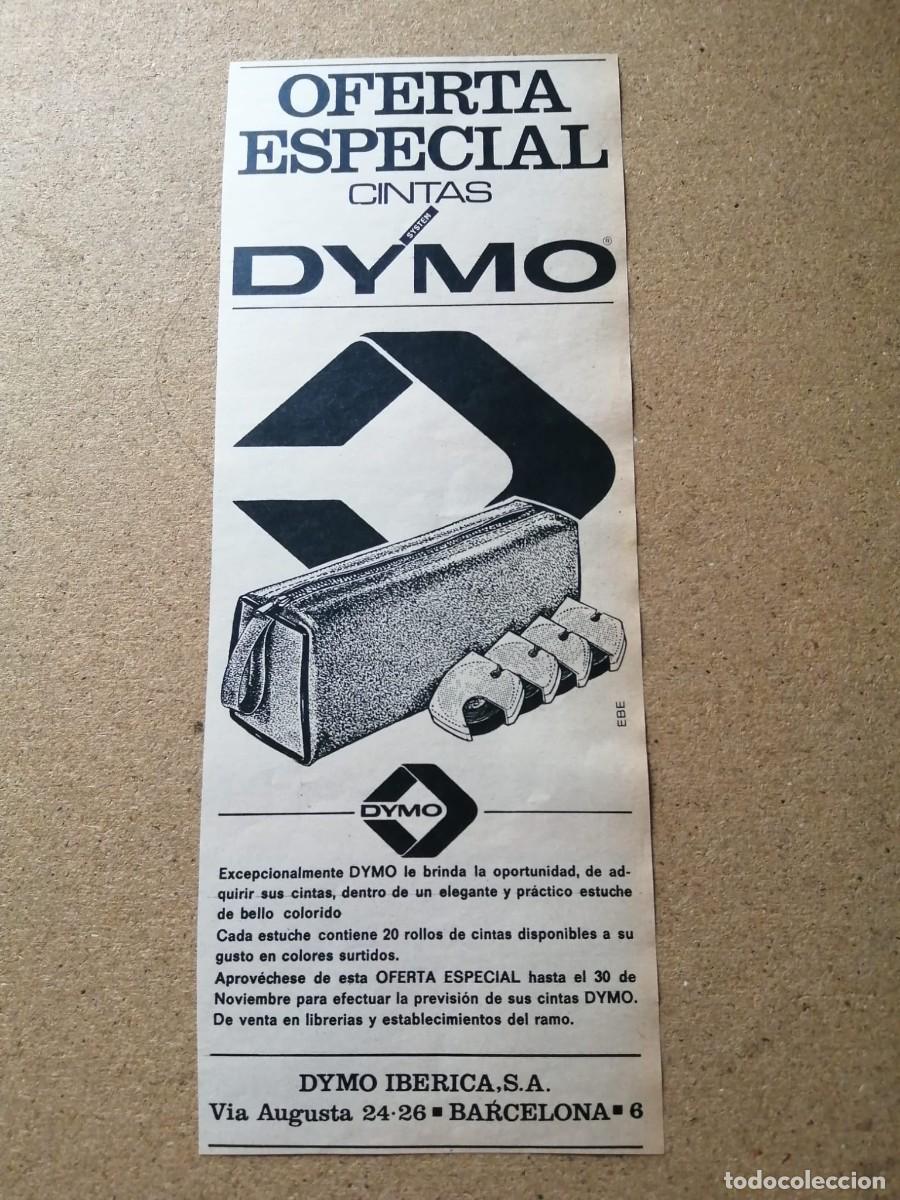 OFERTA
ESPECIAL
CINTAS
SYSTEM
DYMO®
EBE
DYMO
Excepcionalmente DYMO le brinda la oportunidad, de ad-
quirir sus cintas, dentro de un elegante y práctico estuche
de bello colorido
Cada estuche contiene 20 rollos de cintas disponibles a su
gusto en colores surtidos.
Aprovéchese de esta OFERTA ESPECIAL hasta el 30 de
Noviembre para efectuar la previsión de sus cintas DYMO.
De venta en librerias y establecimientos del ramo.
DYMO IBERICA,S.A.
Via Augusta 24·26 ■ BARCELONA ■ 6
todocoleccion